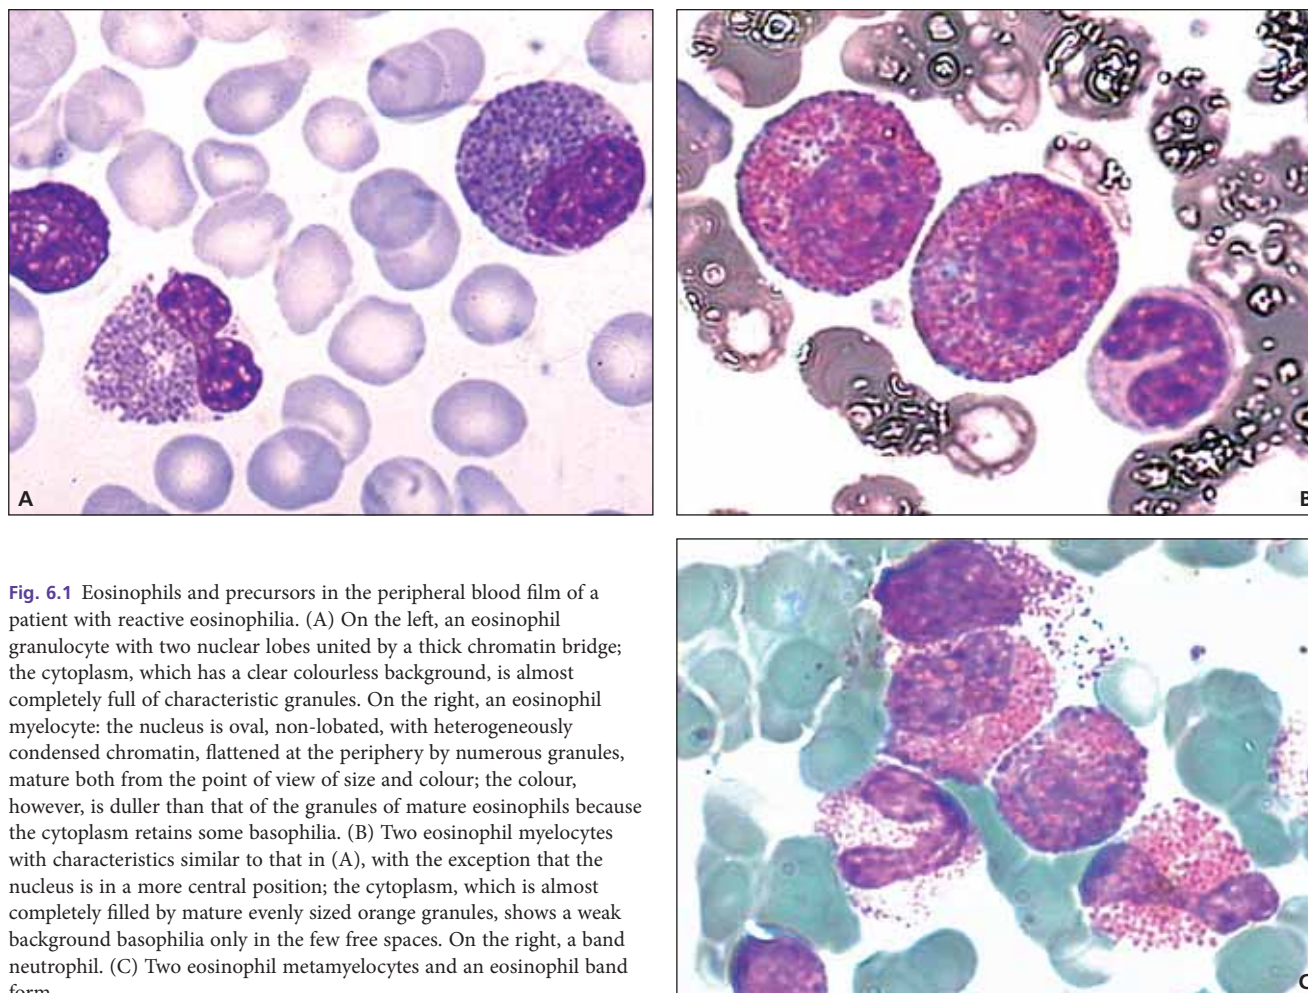 A
B
Fig. 6.1 Eosinophils and precursors in the peripheral blood film of a
patient with reactive eosinophilia. (A) On the left, an eosinophil
granulocyte with two nuclear lobes united by a thick chromatin bridge;
the cytoplasm, which has a clear colourless background, is almost
completely full of characteristic granules. On the right, an eosinophil
myelocyte: the nucleus is oval, non-lobated, with heterogeneously
condensed chromatin, flattened at the periphery by numerous granules,
mature both from the point of view of size and colour; the colour,
however, is duller than that of the granules of mature eosinophils because
the cytoplasm retains some basophilia. (B) Two eosinophil myelocytes
with characteristics similar to that in (A), with the exception that the
nucleus is in a more central position; the cytoplasm, which is almost
completely filled by mature evenly sized orange granules, shows a weak
background basophilia only in the few free spaces. On the right, a band
neutrophil. (C) Two eosinophil metamyelocytes and an eosinophil band
form.
C